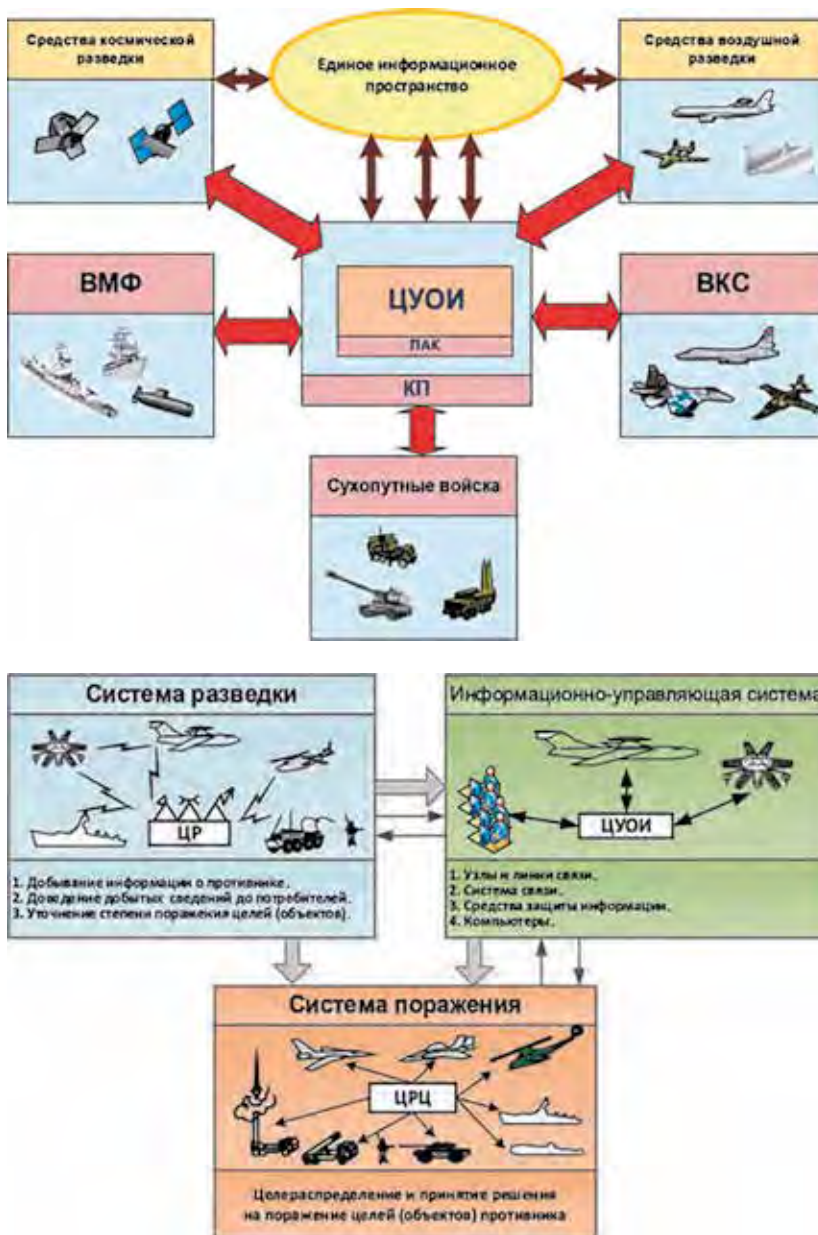 Средства космической
разведки
Единое информационное
пространство
Средства воздушной
разведки
ВМФ
ЦУОИ
ПАК
КП
ВКС
Сухопутные войска
Система разведки
ЦР
1. Добывание информации о противнике.
2. Доведение добытых сведений до потребителей.
3. Уточнение степени поражения целей (объектов).
Информационно-управляющая система
ЦУОИ
1. Узлы и линии связи.
2. Система связи.
3. Средства защиты информации.
4. Компьютеры.
Система поражения
ЦРЦ
Целераспределение и принятие решения
на поражение целей (объектов) противника